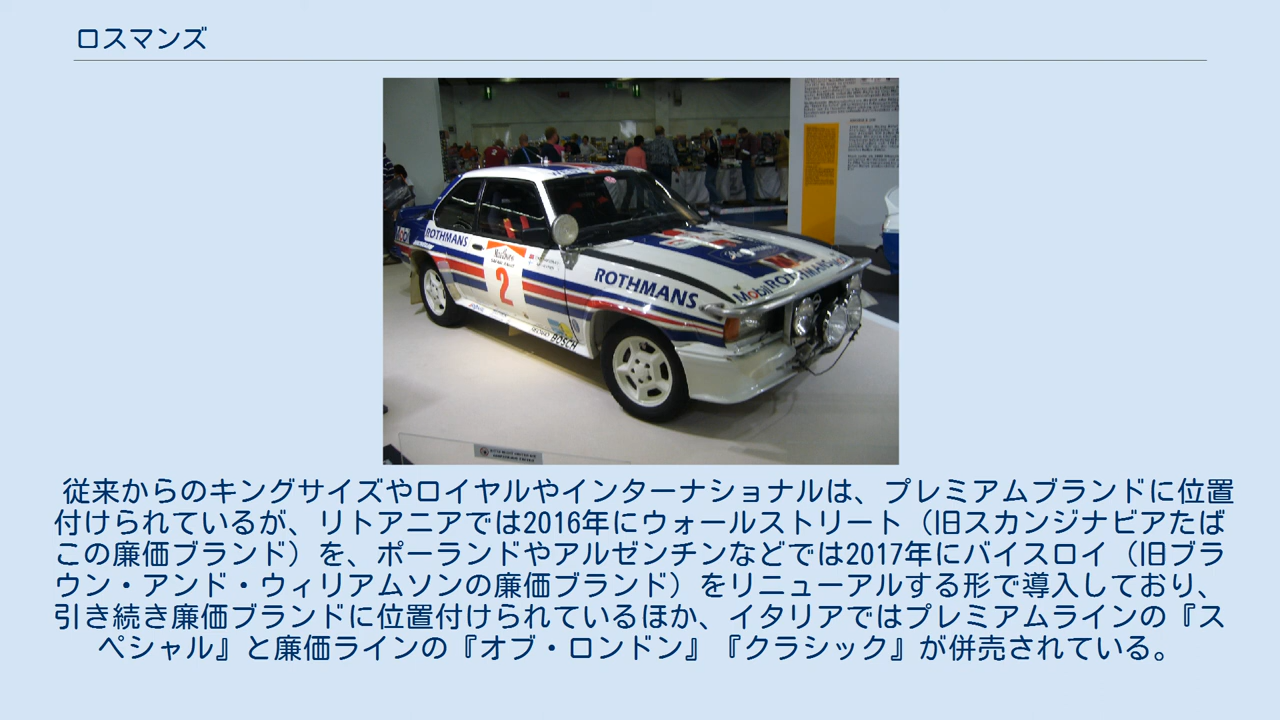 ロスマンズ
ROTHMANS
2
ROTHMANS
Mobil
ROTHMANS
BOSCH
従来からのキングサイズやロイヤルやインターナショナルは、プレミアムブランドに位置
付けられているが、リトアニアでは2016年にウォールストリート（旧スカンジナビアたば
この廉価ブランド）を、ポーランドやアルゼンチンなどでは2017年にバイスロイ（旧ブラ
ウン・アンド・ウィリアムソンの廉価ブランド）をリニューアルする形で導入しており、
引き続き廉価ブランドに位置付けられているほか、イタリアではプレミアムラインの『ス
ペシャル』と廉価ラインの『オブ・ロンドン』『クラシック』が併売されている。